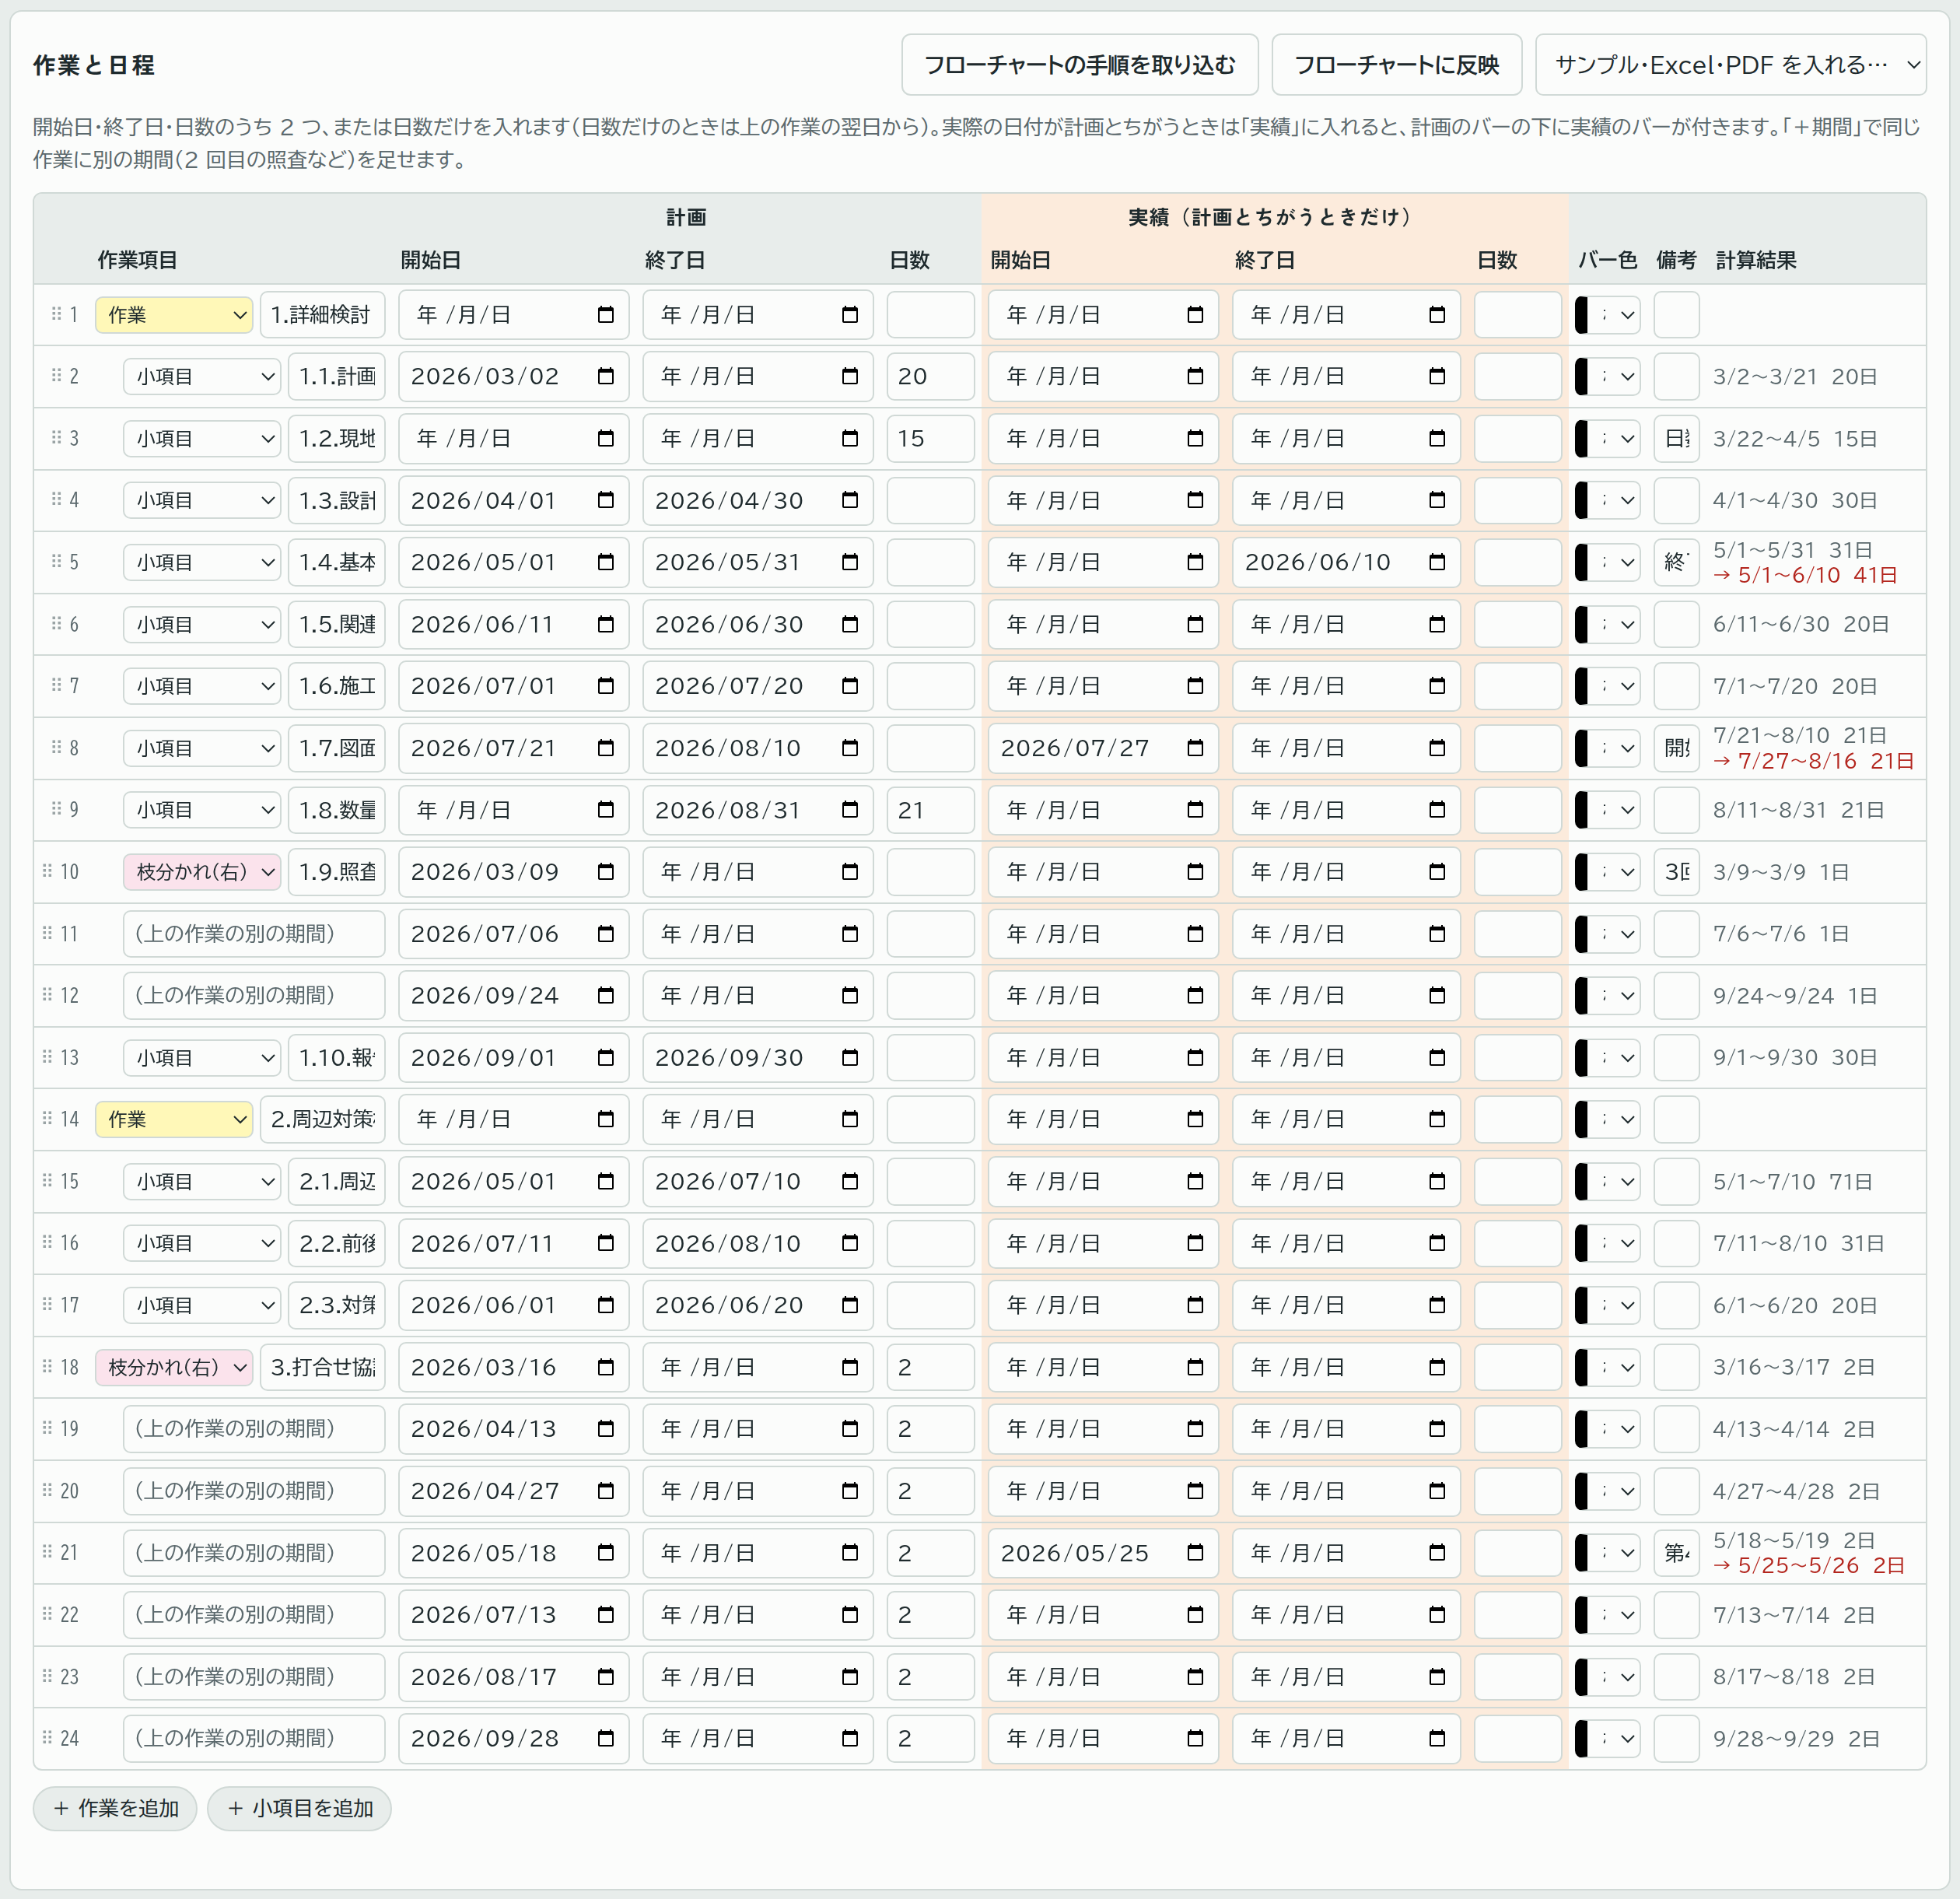 作業と日程
フローチャートの手順を取り込む
フローチャートに反映
サンプル・Excel・PDF を入れる…
開始日・終了日・日数のうち 2 つ、または日数だけを入れます（日数だけのときは上の作業の翌日から）。実際の日付が計画とちがうときは「実績」に入れると、計画のバーの下に実績のバーが付きます。「＋期間」で同じ
作業に別の期間（2 回目の照査など）を足せます。
計画 実績（計画とちがうときだけ）
作業項目 開始日 終了日 日数 開始日 終了日 日数 バー色 備考 計算結果
1 作業 1.詳細検討 年 /月/日 年 /月/日 年 /月/日 年 /月/日
2 小項目 1.1.計画 2026/03/02 年 /月/日 20 年 /月/日 年 /月/日 3/2～3/21 20日
3 小項目 1.2.現地 年 /月/日 年 /月/日 15 年 /月/日 年 /月/日 3/22～4/5 15日
4 小項目 1.3.設計 2026/04/01 2026/04/30 年 /月/日 年 /月/日 4/1～4/30 30日
5 小項目 1.4.基本 2026/05/01 2026/05/31 年 /月/日 2026/06/10 終 5/1～5/31 31日
→ 5/1～6/10 41日
6 小項目 1.5.関連 2026/06/11 2026/06/30 年 /月/日 年 /月/日 6/11～6/30 20日
7 小項目 1.6.施工 2026/07/01 2026/07/20 年 /月/日 年 /月/日 7/1～7/20 20日
8 小項目 1.7.図面 2026/07/21 2026/08/10 2026/07/27 年 /月/日 開 7/21～8/10 21日
→ 7/27～8/16 21日
9 小項目 1.8.数量 年 /月/日 2026/08/31 21 年 /月/日 年 /月/日 8/11～8/31 21日
10 枝分かれ(右) 1.9.照査 2026/03/09 年 /月/日 年 /月/日 年 /月/日 3回 3/9～3/9 1日
11 （上の作業の別の期間） 2026/07/06 年 /月/日 年 /月/日 年 /月/日 7/6～7/6 1日
12 （上の作業の別の期間） 2026/09/24 年 /月/日 年 /月/日 年 /月/日 9/24～9/24 1日
13 小項目 1.10.報 2026/09/01 2026/09/30 年 /月/日 年 /月/日 9/1～9/30 30日
14 作業 2.周辺対策 年 /月/日 年 /月/日 年 /月/日 年 /月/日
15 小項目 2.1.周辺 2026/05/01 2026/07/10 年 /月/日 年 /月/日 5/1～7/10 71日
16 小項目 2.2.前後 2026/07/11 2026/08/10 年 /月/日 年 /月/日 7/11～8/10 31日
17 小項目 2.3.対策 2026/06/01 2026/06/20 年 /月/日 年 /月/日 6/1～6/20 20日
18 枝分かれ(右) 3.打合せ協 2026/03/16 年 /月/日 2 年 /月/日 年 /月/日 3/16～3/17 2日
19 （上の作業の別の期間） 2026/04/13 年 /月/日 2 年 /月/日 年 /月/日 4/13～4/14 2日
20 （上の作業の別の期間） 2026/04/27 年 /月/日 2 年 /月/日 年 /月/日 4/27～4/28 2日
21 （上の作業の別の期間） 2026/05/18 年 /月/日 2 2026/05/25 年 /月/日 第 5/18～5/19 2日
→ 5/25～5/26 2日
22 （上の作業の別の期間） 2026/07/13 年 /月/日 2 年 /月/日 年 /月/日 7/13～7/14 2日
23 （上の作業の別の期間） 2026/08/17 年 /月/日 2 年 /月/日 年 /月/日 8/17～8/18 2日
24 （上の作業の別の期間） 2026/09/28 年 /月/日 2 年 /月/日 年 /月/日 9/28～9/29 2日
＋ 作業を追加
＋ 小項目を追加